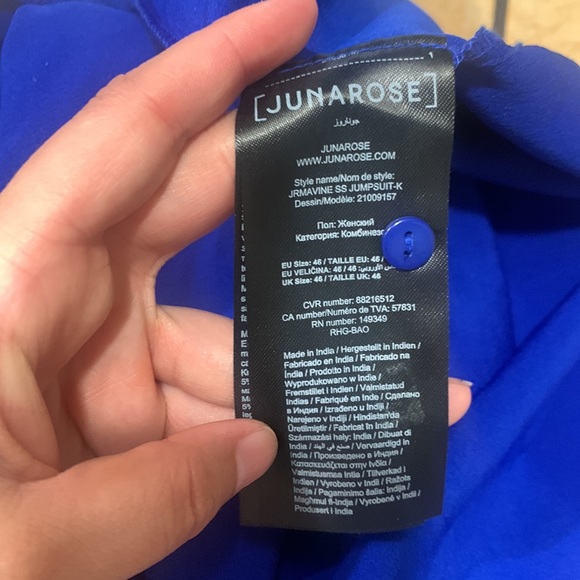 [JUNAROSE]
جوناروز
JUNAROSE
WWW.JUNAROSE.COM
Style name/Nom de style:
JRMAVINE SS JUMPSUIT-K
Dessin/Modèle: 21009157
Пол: Женский
Категория:
EU Size: 46 / TAILLE EU: 46 /
EU VELIČINA: 46 / 46 :الأوروبي
UK Size: 46 / TAILLE UK: 46
CVR number: 88216512
CA number/Numéro de TVA: 57831
RN number: 149349
RHG-BAO
Made in India / Hergestellt in Indien /
Fabricado en India / Fabricado na
India / Prodotto in India /
Wyprodukowano w Indiach /
Fremstillet i Indien / Valmistatud
Indias / Fabriqué en Inde / Сделано
в Индия / Izrađeno u Indiji /
Narejeno v Indiji / Hindistan'da
Üretilmiştir / Fabricat în India /
Származási hely: India / Dibuat di
India / صنع في الهند / Vervaardigd in
India / Произведено в Индия /
Κατασκευάζεται στην Ινδία /
Valmistusmaa Intia / Tillverkad i
Indien / Vyrobeno v Indii / Ražots
Indijā / Pagaminimo šalis: Indija /
Magħmul fl-Indja / Vyrobené v Indii /
Produsert i India